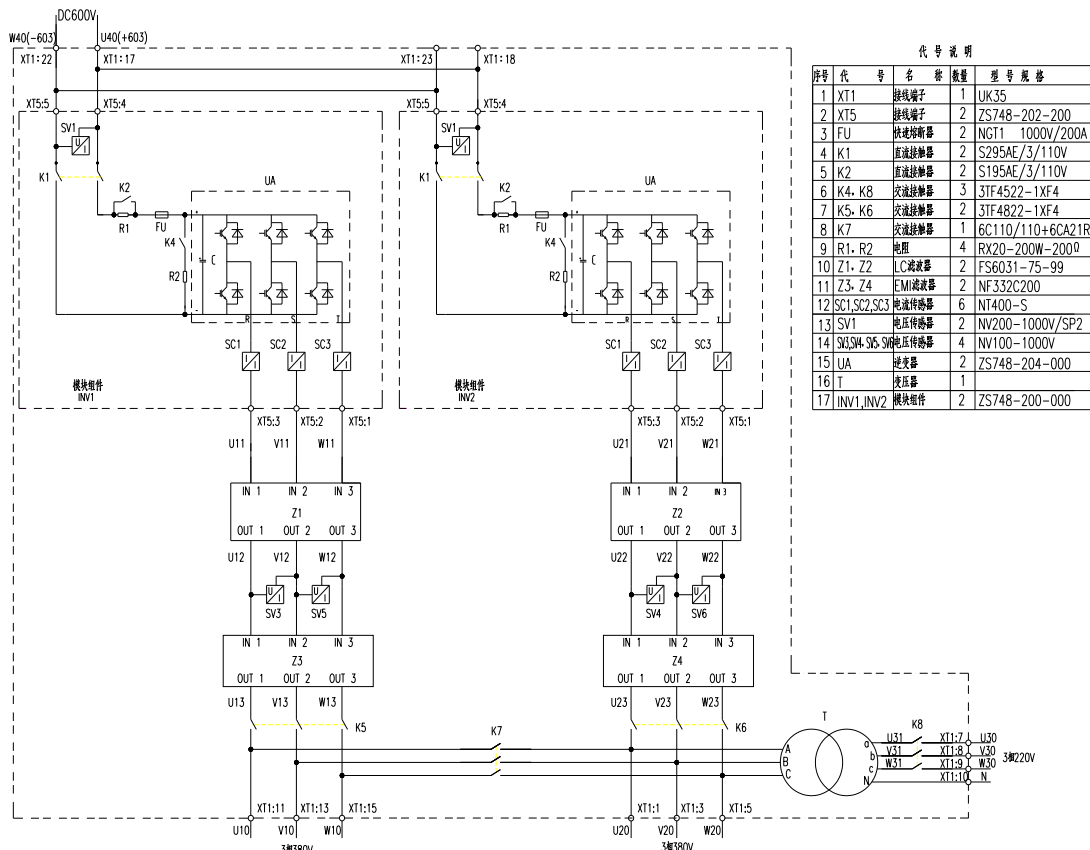 DC600V
W40(-603) U40(+603)
XT1:22 XT1:17 XT1:23 XT1:18
XT5:5 XT5:4 XT5:5 XT5:4
SV1 U I SV1 U I
K1 K2 UA K1 K2 UA
R1 FU K4 C R1 FU K4 C
R2 R2
R S T R S T
SC1 SC2 SC3 SC1 SC2 SC3
I I I I I I
模块组件 模块组件
INV1 INV2
XT5:3 XT5:2 XT5:1 XT5:3 XT5:2 XT5:1
U11 V11 W11 U21 V21 W21
IN 1 IN 2 IN 3 IN 1 IN 2 IN 3
Z1 Z2
OUT 1 OUT 2 OUT 3 OUT 1 OUT 2 OUT 3
U12 V12 W12 U22 V22 W22
U I U I U I U I
SV3 SV5 SV4 SV6
IN 1 IN 2 IN 3 IN 1 IN 2 IN 3
Z3 Z4
OUT 1 OUT 2 OUT 3 OUT 1 OUT 2 OUT 3
U13 V13 W13 U23 V23 W23
K5 K7 K6 T K8
A a U31 XT1:7 U30
B b V31 XT1:8 V30 3相220V
C c W31 XT1:9 W30
N XT1:10 N
XT1:11 XT1:13 XT1:15 XT1:1 XT1:3 XT1:5
U10 V10 W10 U20 V20 W20
3相380V 3相380V
代号说明
序号 代 号 名 称 数量 型号规格
1 XT1 接线端子 1 UK35
2 XT5 接线端子 2 ZS748-202-200
3 FU 快速熔断器 2 NGT1 1000V/200A
4 K1 直流接触器 2 S295AE/3/110V
5 K2 直流接触器 2 S195AE/3/110V
6 K4、K8 交流接触器 3 3TF4522-1XF4
7 K5、K6 交流接触器 2 3TF4822-1XF4
8 K7 交流接触器 1 6C110/110+6CA21R
9 R1、R2 电阻 4 RX20-200W-200Ω
10 Z1、Z2 LC滤波器 2 FS6031-75-99
11 Z3、Z4 EMI滤波器 2 NF332C200
12 SC1,SC2,SC3 电流传感器 6 NT400-S
13 SV1 电压传感器 2 NV200-1000V/SP2
14 SV3,SV4、SV5、SV6 电压传感器 4 NV100-1000V
15 UA 逆变器 2 ZS748-204-000
16 T 变压器 1
17 INV1,INV2 模块组件 2 ZS748-200-000